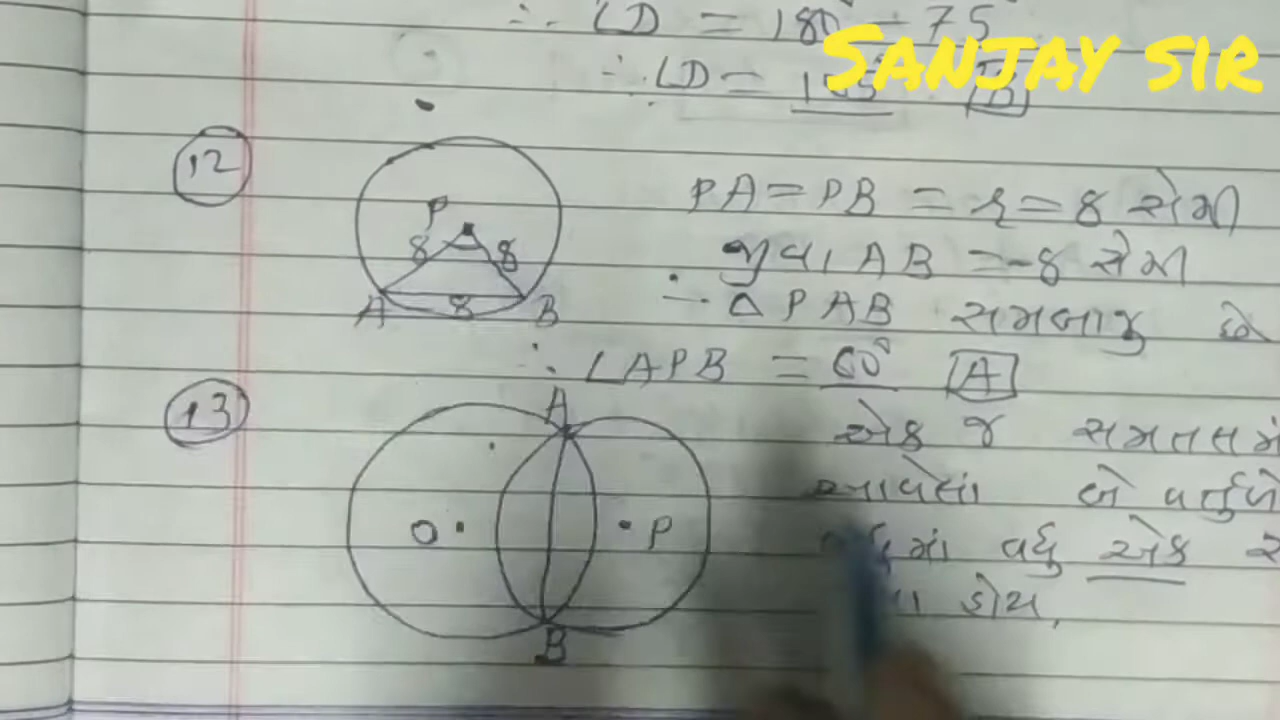 ∴ ∠D = 180° - 75
SANJAY SIR
∴ ∠D = 105° [B]
12
P
8 8
A 8 B
PA = PB = r = 8 સેમી
જીવા AB = 8 સેમી
∴ △PAB સમબાજુ છે
∴ ∠APB = 60° [A]
13
A
O P
B
એક જ સમતલમાં
આવેલાં બે વર્તુળો
વધુમાં વધુ એક
હોય.